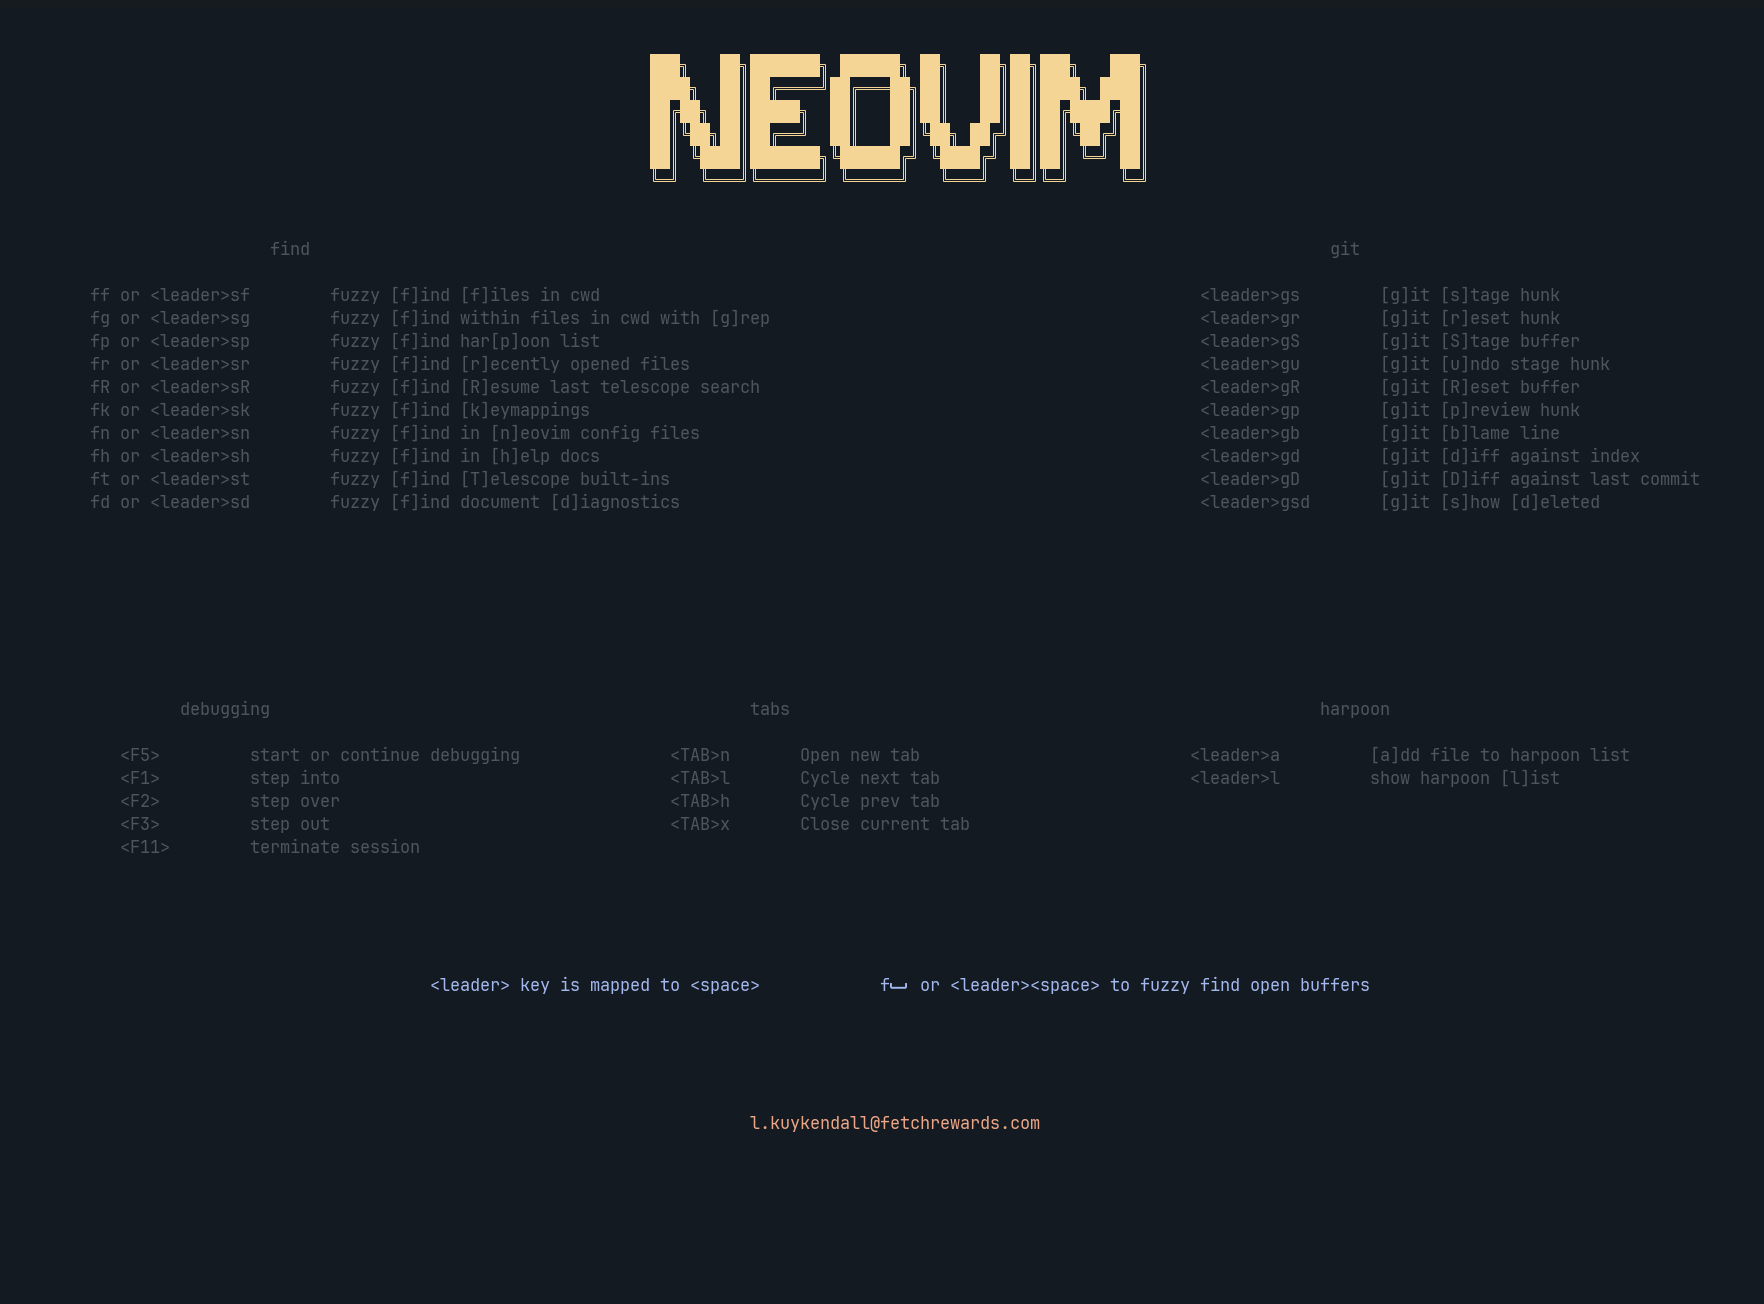 NEOVIM
find
ff or <leader>sf fuzzy [f]ind [f]iles in cwd
fg or <leader>sg fuzzy [f]ind within files in cwd with [g]rep
fp or <leader>sp fuzzy [f]ind har[p]oon list
fr or <leader>sr fuzzy [f]ind [r]ecently opened files
fR or <leader>sR fuzzy [f]ind [R]esume last telescope search
fk or <leader>sk fuzzy [f]ind [k]eymappings
fn or <leader>sn fuzzy [f]ind in [n]eovim config files
fh or <leader>sh fuzzy [f]ind in [h]elp docs
ft or <leader>st fuzzy [f]ind [T]elescope built-ins
fd or <leader>sd fuzzy [f]ind document [d]iagnostics
git
<leader>gs [g]it [s]tage hunk
<leader>gr [g]it [r]eset hunk
<leader>gS [g]it [S]tage buffer
<leader>gu [g]it [u]ndo stage hunk
<leader>gR [g]it [R]eset buffer
<leader>gp [g]it [p]review hunk
<leader>gb [g]it [b]lame line
<leader>gd [g]it [d]iff against index
<leader>gD [g]it [D]iff against last commit
<leader>gsd [g]it [s]how [d]eleted
debugging
<F5> start or continue debugging
<F1> step into
<F2> step over
<F3> step out
<F11> terminate session
tabs
<TAB>n Open new tab
<TAB>l Cycle next tab
<TAB>h Cycle prev tab
<TAB>x Close current tab
harpoon
<leader>a [a]dd file to harpoon list
<leader>l show harpoon [l]ist
<leader> key is mapped to <space>
f⎵ or <leader><space> to fuzzy find open buffers
l.kuykendall@fetchrewards.com